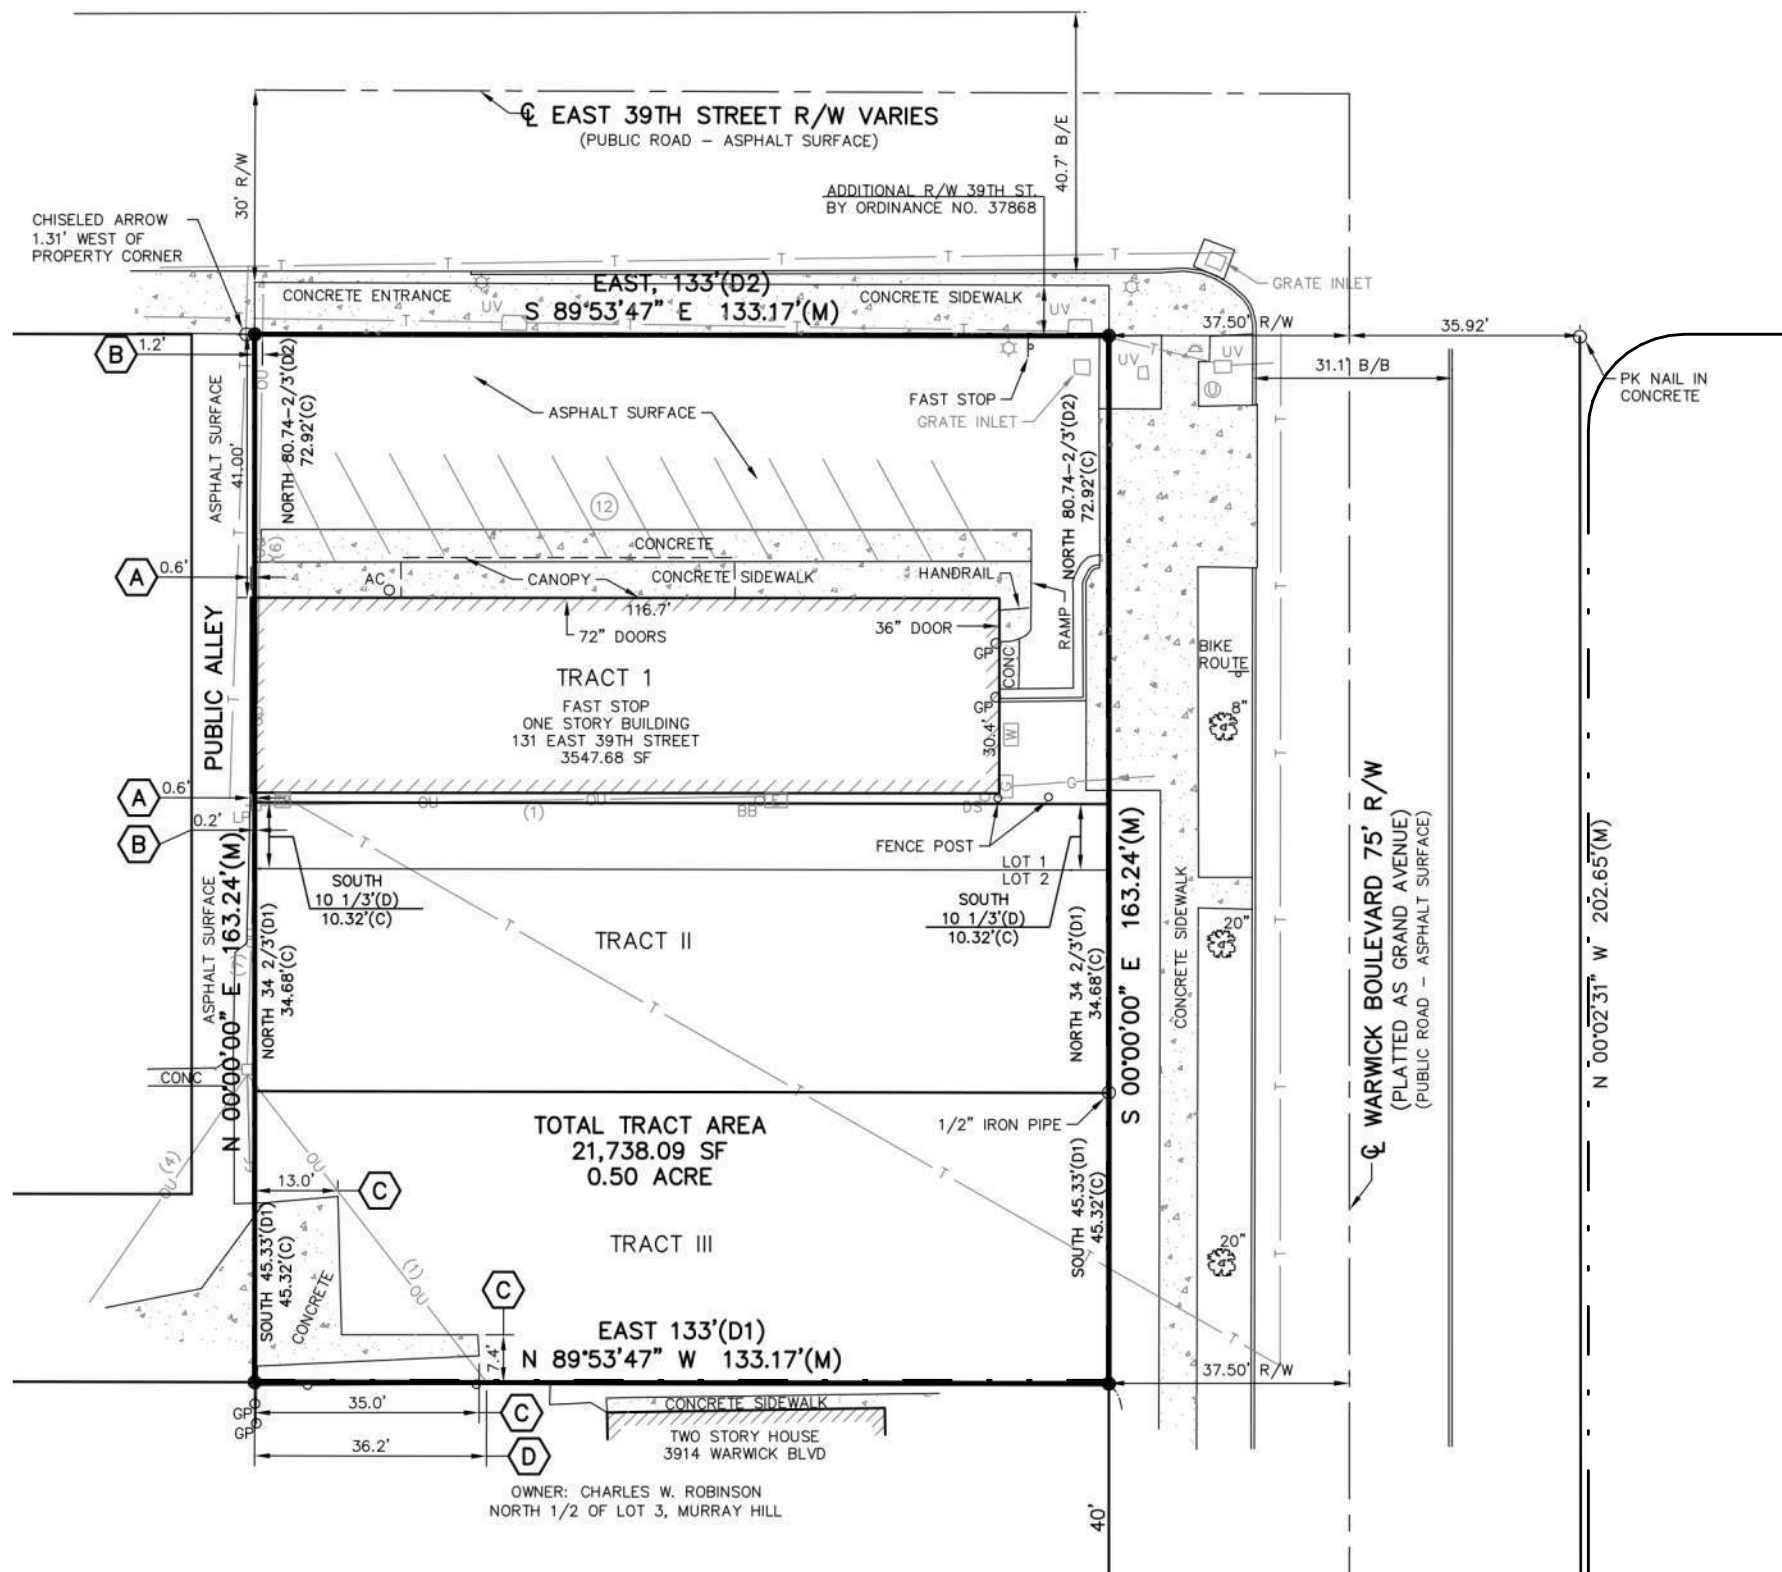 ℄ EAST 39TH STREET R/W VARIES
(PUBLIC ROAD – ASPHALT SURFACE)
30' R/W
40.7' B/E
ADDITIONAL R/W 39TH ST.
BY ORDINANCE NO. 37868
CHISELED ARROW
1.31' WEST OF
PROPERTY CORNER
T
T
T
T
T
T
GRATE INLET
EAST, 133'(D2)
S 89°53'47" E 133.17'(M)
CONCRETE ENTRANCE
CONCRETE SIDEWALK
UV
UV
T
T
T
37.50' R/W
35.92'
31.1' B/B
PK NAIL IN
CONCRETE
B
1.2'
T
OU
UV
T
UV
U
ASPHALT SURFACE
41.00'
NORTH 80.74-2/3'(D2)
72.92'(C)
ASPHALT SURFACE
FAST STOP
GRATE INLET
NORTH 80.74-2/3'(D2)
72.92'(C)
12
T
(6)
CONCRETE
A
0.6'
AC
CANOPY
CONCRETE SIDEWALK
HANDRAIL
116.7'
72" DOORS
36" DOOR
RAMP
GP
CONC
GP
BIKE
ROUTE
8"
PUBLIC ALLEY
T
TRACT 1
FAST STOP
ONE STORY BUILDING
131 EAST 39TH STREET
3547.68 SF
30.4'
W
G
G
G
A
0.6'
B
0.2'
OU
(1)
OU
BB
E
DS
FENCE POST
LOT 1
LOT 2
T
SOUTH
10 1/3'(D)
10.32'(C)
SOUTH
10 1/3'(D)
10.32'(C)
N 00°00'00" E 163.24'(M)
ASPHALT SURFACE
(7)
NORTH 34 2/3'(D1)
34.68'(C)
T
TRACT II
T
T
NORTH 34 2/3'(D1)
34.68'(C)
S 00°00'00" E 163.24'(M)
CONCRETE SIDEWALK
20"
T
T
T
T
T
℄ WARWICK BOULEVARD 75' R/W
(PLATTED AS GRAND AVENUE)
(PUBLIC ROAD – ASPHALT SURFACE)
N 00°02'31" W 202.65'(M)
CONC
1/2" IRON PIPE
TOTAL TRACT AREA
21,738.09 SF
0.50 ACRE
OU
(4)
OU
13.0'
C
SOUTH 45.33'(D1)
45.32'(C)
CONCRETE
(1)
OU
TRACT III
SOUTH 45.33'(D1)
45.32'(C)
T
T
20"
C
7.4'
EAST 133'(D1)
N 89°53'47" W 133.17'(M)
37.50' R/W
GP
GP
35.0'
C
36.2'
D
CONCRETE SIDEWALK
TWO STORY HOUSE
3914 WARWICK BLVD
OWNER: CHARLES W. ROBINSON
NORTH 1/2 OF LOT 3, MURRAY HILL
40'